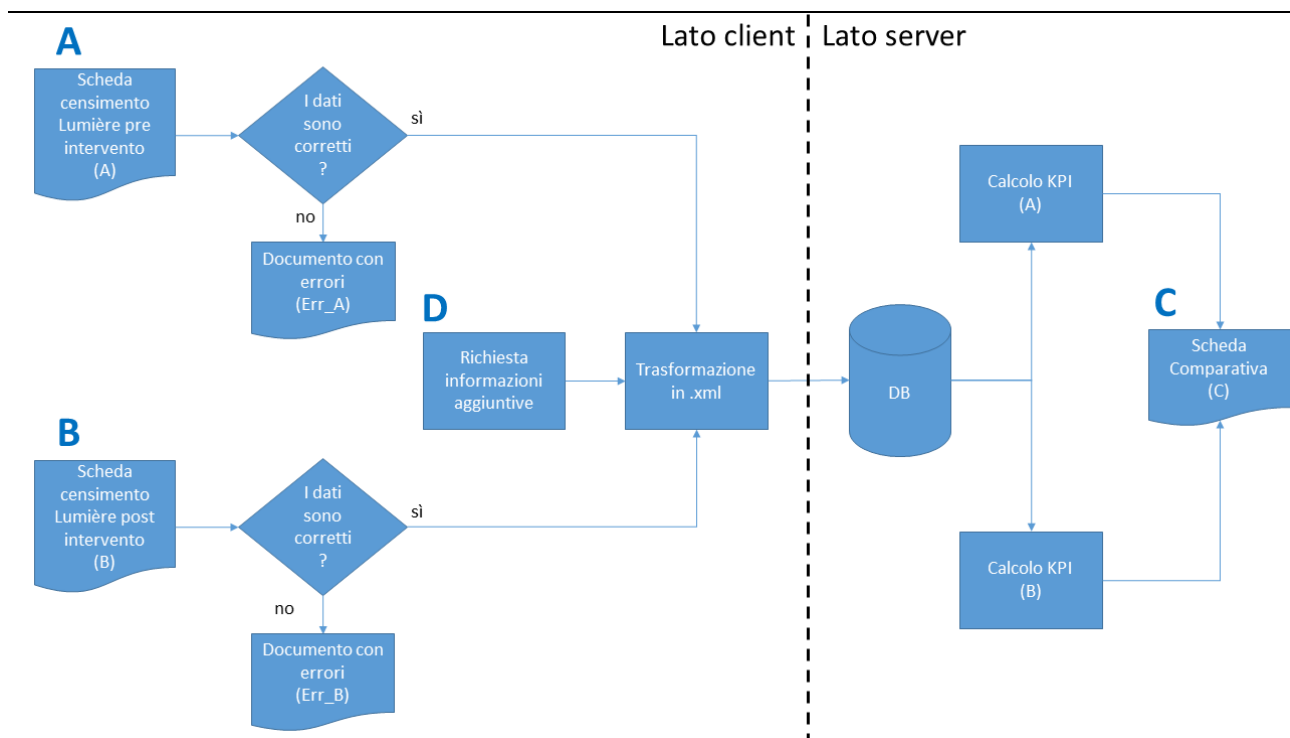 Lato client
Lato server
A
Scheda
censimento
Lumière pre
intervento
(A)
I dati
sono
corretti
?
sì
no
Documento con
errori
(Err_A)
D
Richiesta
informazioni
aggiuntive
Trasformazione
in .xml
B
Scheda
censimento
Lumière post
intervento
(B)
I dati
sono
corretti
?
sì
no
Documento con
errori
(Err_B)
DB
Calcolo KPI
(A)
C
Scheda
Comparativa
(C)
Calcolo KPI
(B)